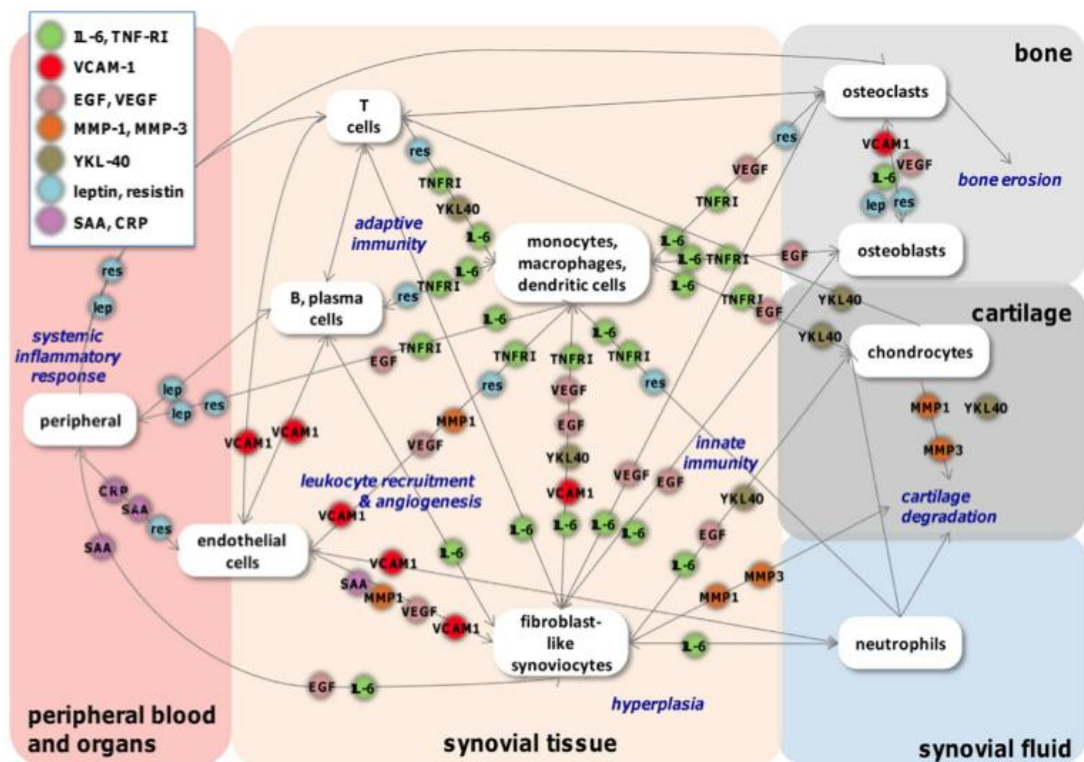 IL-6, TNF-RI
VCAM-1
EGF, VEGF
MMP-1, MMP-3
YKL-40
leptin, resistin
SAA, CRP
bone
osteoclasts
T
cells
res
res
VCAM1
VEGF
VEGF
TNFRI
IL-6
bone erosion
YKL40
TNFRI
lep
res
adaptive
immunity
IL-6
monocytes,
macrophages,
dendritic cells
IL-6
osteoblasts
IL-6
TNFRI
EGF
res
IL-6
TNFRI
IL-6
B, plasma
cells
res
TNFRI
EGF
YKL40
cartilage
lep
IL-6
IL-6
YKL40
systemic
inflammatory
response
TNFRI
EGF
TNFRI
TNFRI
TNFRI
chondrocytes
lep
res
VEGF
res
lep
res
peripheral
MMP1
EGF
MMP1
YKL40
VCAM1
VCAM1
VEGF
innate
immunity
MMP3
YKL40
VEGF
leukocyte recruitment
& angiogenesis
EGF
CRP
SAA
VCAM1
YKL40
cartilage
degradation
VCAM1
res
IL-6
IL-6
IL-6
IL-6
EGF
SAA
endothelial
cells
IL-6
VCAM1
IL-6
SAA
MMP1
MMP3
VEGF
MMP1
VCAM1
fibroblast-
like
synoviocytes
IL-6
neutrophils
EGF
IL-6
hyperplasia
peripheral blood
and organs
synovial tissue
synovial fluid